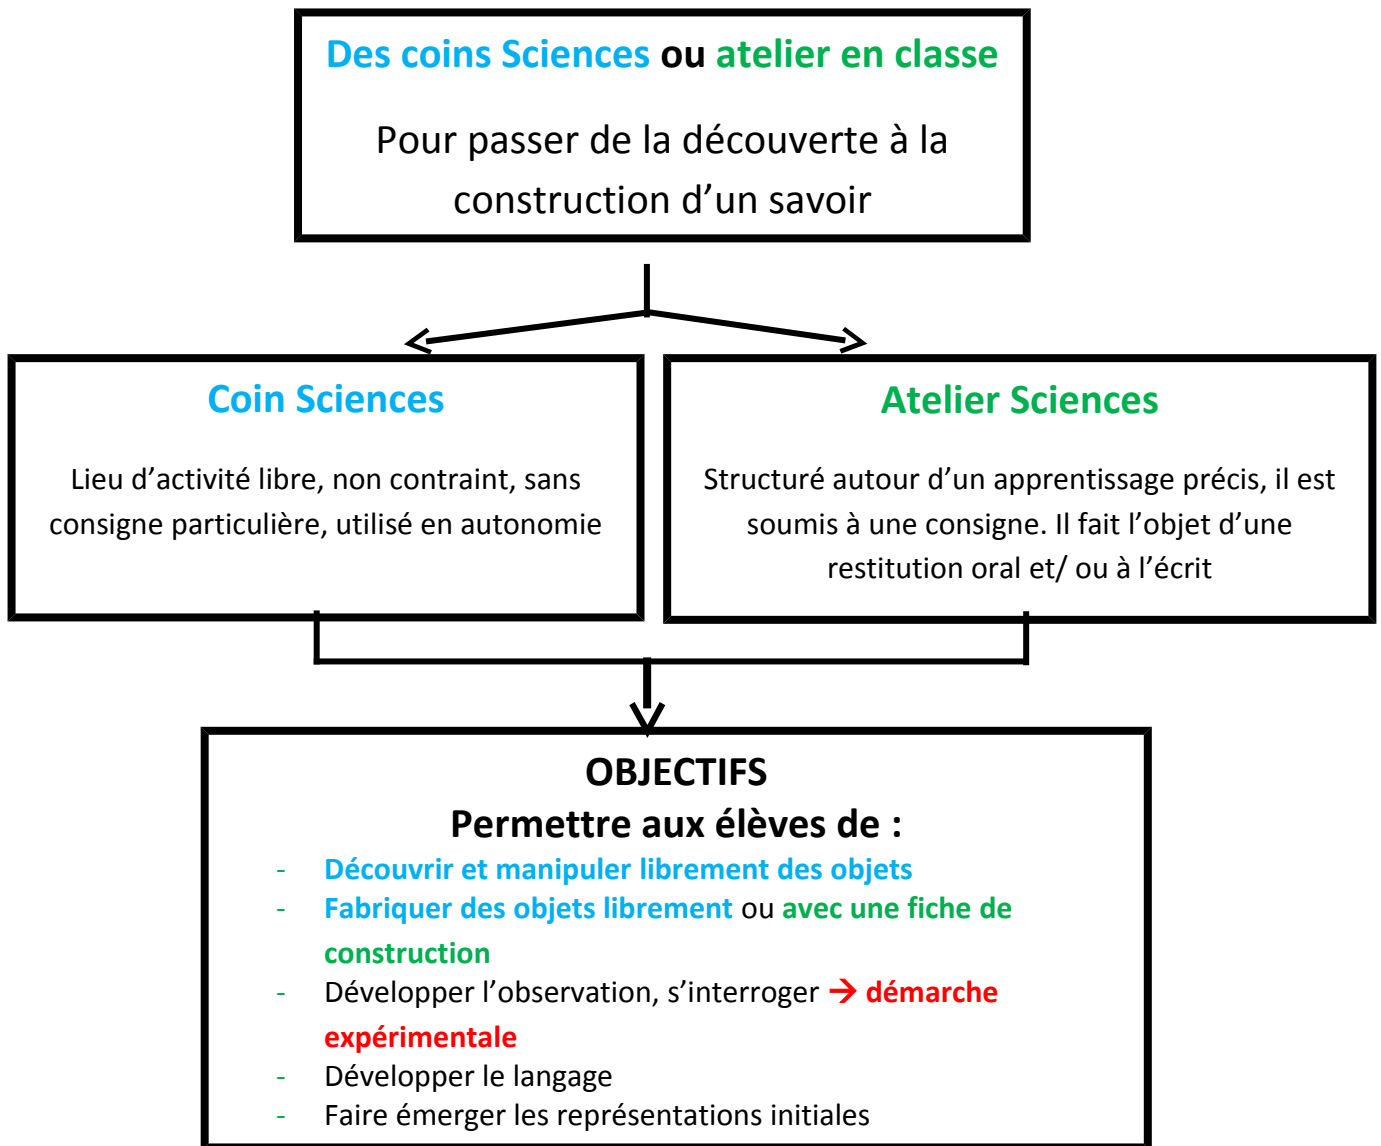 Des coins Sciences ou atelier en classe
Pour passer de la découverte à la
construction d’un savoir
Coin Sciences
Lieu d’activité libre, non contraint, sans
consigne particulière, utilisé en autonomie
Atelier Sciences
Structuré autour d’un apprentissage précis, il est
soumis à une consigne. Il fait l’objet d’une
restitution oral et/ ou à l’écrit
OBJECTIFS
Permettre aux élèves de :
- Découvrir et manipuler librement des objets
- Fabriquer des objets librement ou avec une fiche de
construction
- Développer l’observation, s’interroger → démarche
expérimentale
- Développer le langage
- Faire émerger les représentations initiales